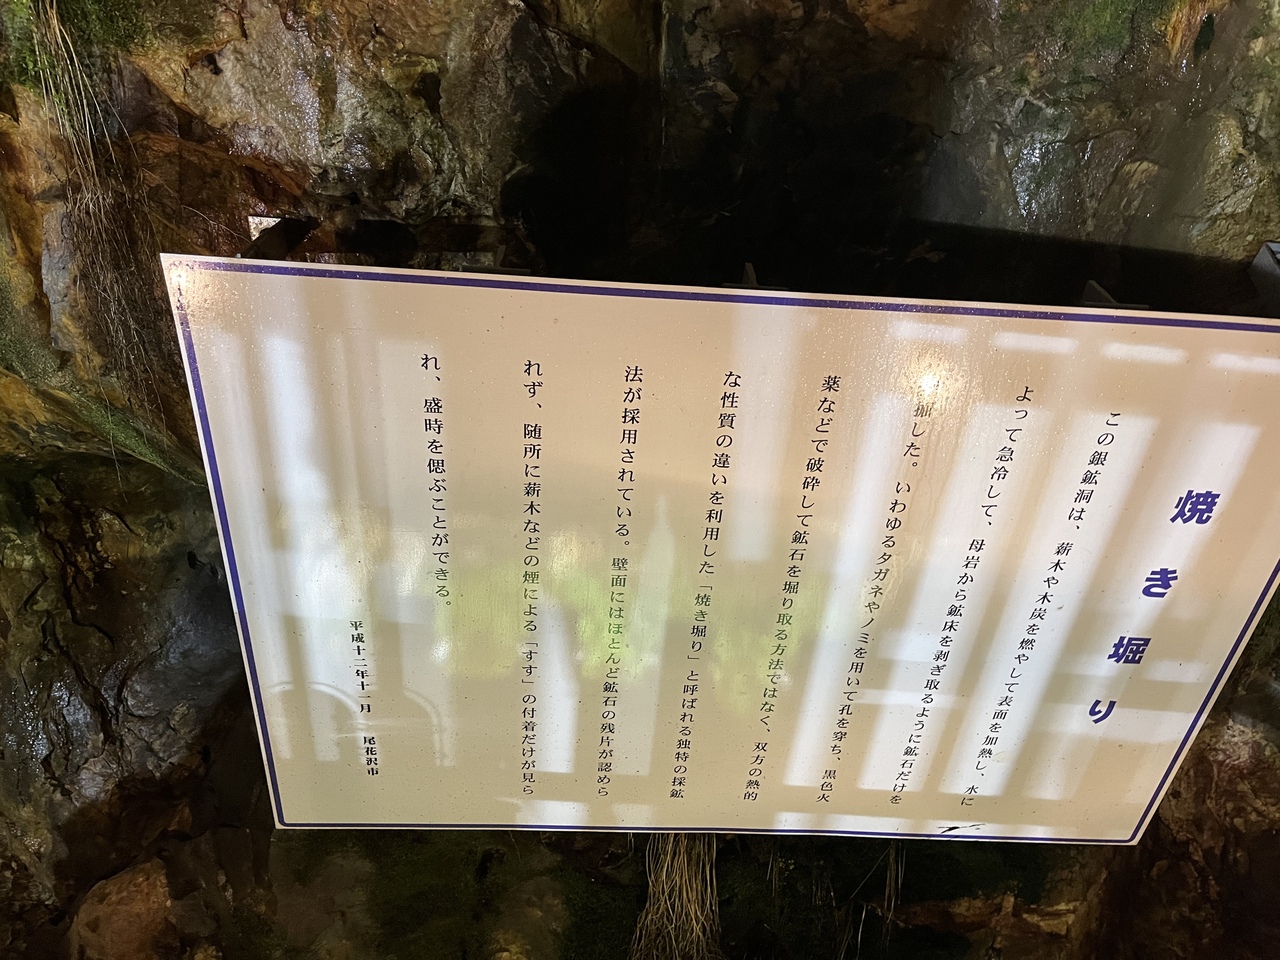 焼き堀り
この銀鉱洞は、薪木や木炭を燃やして表面を加熱し、水に
よって急冷して、母岩から鉱床を剥ぎ取るように鉱石だけを
掘した。いわゆるタガネやノミを用いて孔を穿ち、黒色火
薬などで破砕して鉱石を堀り取る方法ではなく、双方の熱的
な性質の違いを利用した「焼き堀り」と呼ばれる独特の採鉱
法が採用されている。壁面にはほとんど鉱石の残片が認めら
れず、随所に薪木などの煙による「すす」の付着だけが見ら
れ、盛時を偲ぶことができる。
平成十二年十一月 尾花沢市